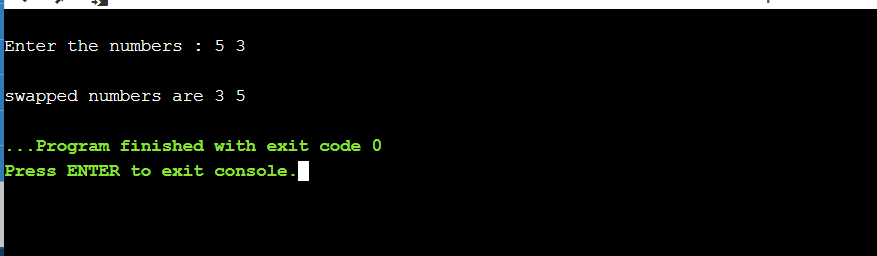 Enter the numbers : 5 3
swapped numbers are 3 5
...Program finished with exit code 0
Press ENTER to exit console.